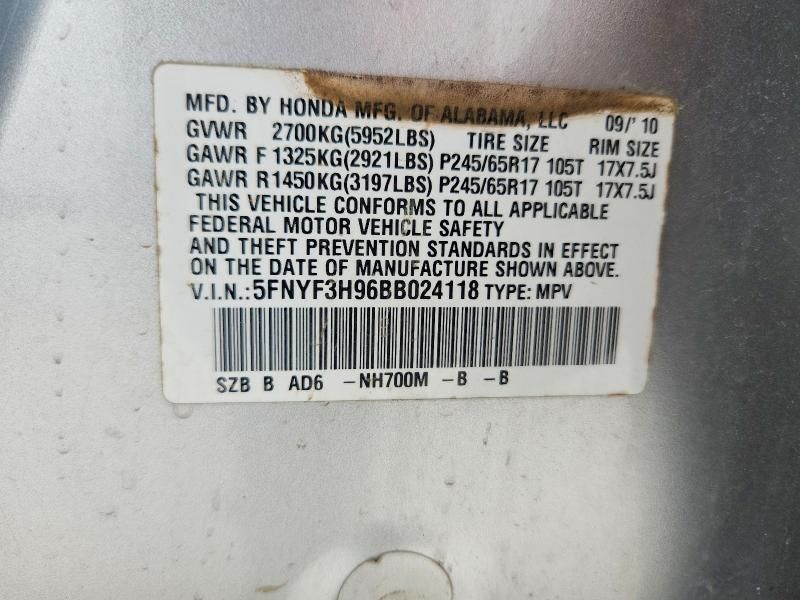 MFD. BY HONDA MFG. OF ALABAMA, LLC 09/'10
GVWR 2700KG(5952LBS) TIRE SIZE RIM SIZE
GAWR F 1325KG(2921LBS) P245/65R17 105T 17X7.5J
GAWR R 1450KG(3197LBS) P245/65R17 105T 17X7.5J
THIS VEHICLE CONFORMS TO ALL APPLICABLE
FEDERAL MOTOR VEHICLE SAFETY
AND THEFT PREVENTION STANDARDS IN EFFECT
ON THE DATE OF MANUFACTURE SHOWN ABOVE.
V.I.N.:5FNYF3H96BB024118 TYPE: MPV
SZB B AD6 -NH700M -B -B